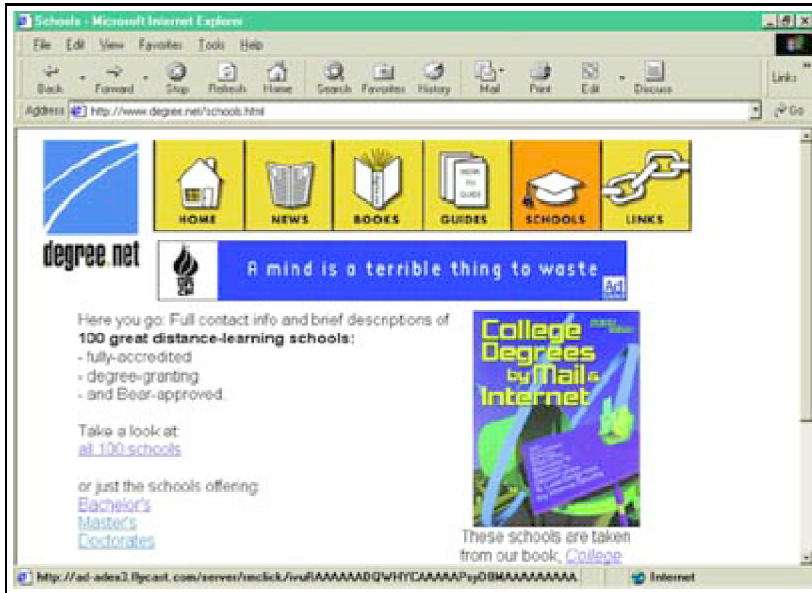 Schools - Microsoft Internet Explorer
File Edit View Favorites Tools Help
Back Forward Stop Refresh Home Search Favorites History Mail Print Edit Discuss
Links »
Address http://www.degree.net/schools.html
Go
HOME NEWS BOOKS GUIDES SCHOOLS LINKS
degree.net
A mind is a terrible thing to waste
Ad
Here you go: Full contact info and brief descriptions of
100 great distance-learning schools:
- fully-accredited
- degree-granting
- and Bear-approved.
Take a look at:
all 100 schools
or just the schools offering:
Bachelor's
Master's
Doctorates
College
Degrees
by Mail &
Internet
These schools are taken
from our book, College
Internet